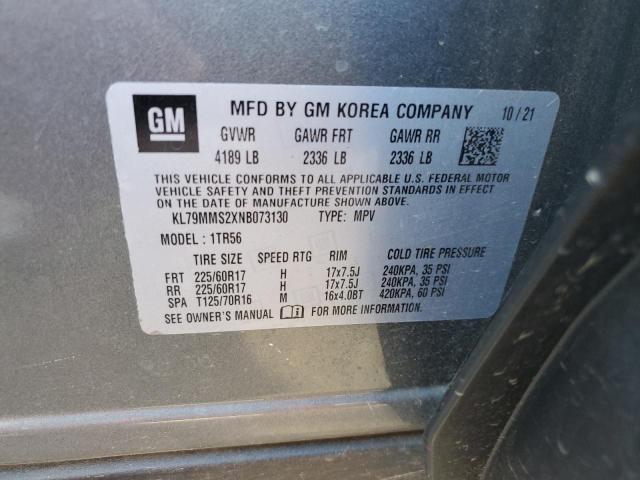 GM
MFD BY GM KOREA COMPANY 10/21
GVWR GAWR FRT GAWR RR
4189 LB 2336 LB 2336 LB
THIS VEHICLE CONFORMS TO ALL APPLICABLE U.S. FEDERAL MOTOR
VEHICLE SAFETY AND THEFT PREVENTION STANDARDS IN EFFECT
ON THE DATE OF MANUFACTURE SHOWN ABOVE.
KL79MMS2XNB073130 TYPE: MPV
MODEL: 1TR56
TIRE SIZE SPEED RTG RIM COLD TIRE PRESSURE
FRT 225/60R17 H 17x7.5J 240KPA, 35 PSI
RR 225/60R17 H 17x7.5J 240KPA, 35 PSI
SPA T125/70R16 M 16x4.0BT 420KPA, 60 PSI
SEE OWNER'S MANUAL FOR MORE INFORMATION.